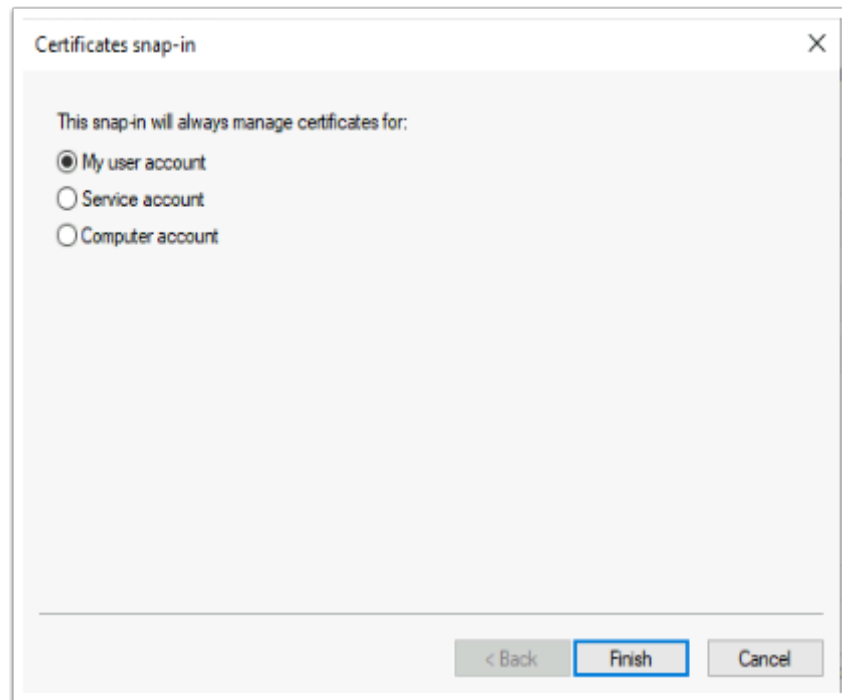 Certificates snap-in
This snap-in will always manage certificates for:
My user account
Service account
Computer account
< Back Finish Cancel